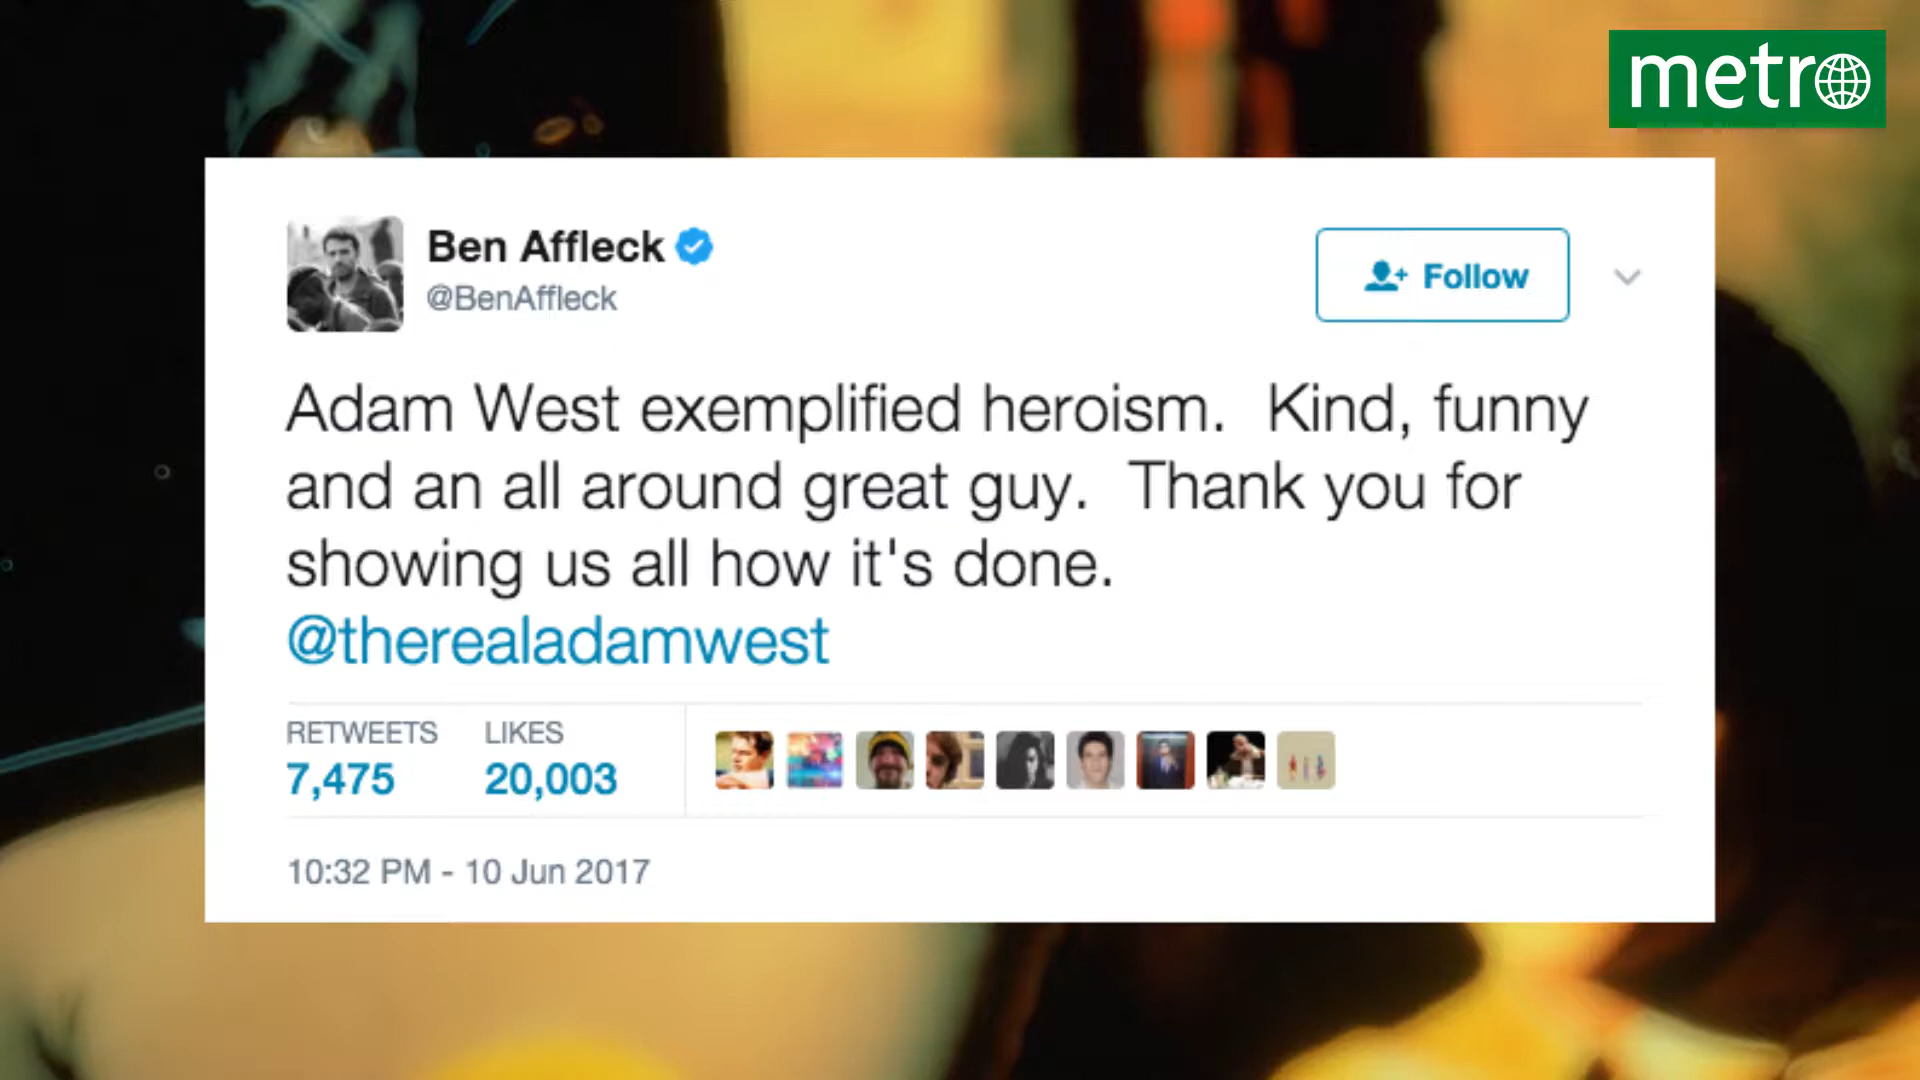 metro
Ben Affleck
@BenAffleck
Follow
Adam West exemplified heroism.  Kind, funny
and an all around great guy.  Thank you for
showing us all how it's done.
@therealadamwest
RETWEETS LIKES
7,475 20,003
10:32 PM - 10 Jun 2017